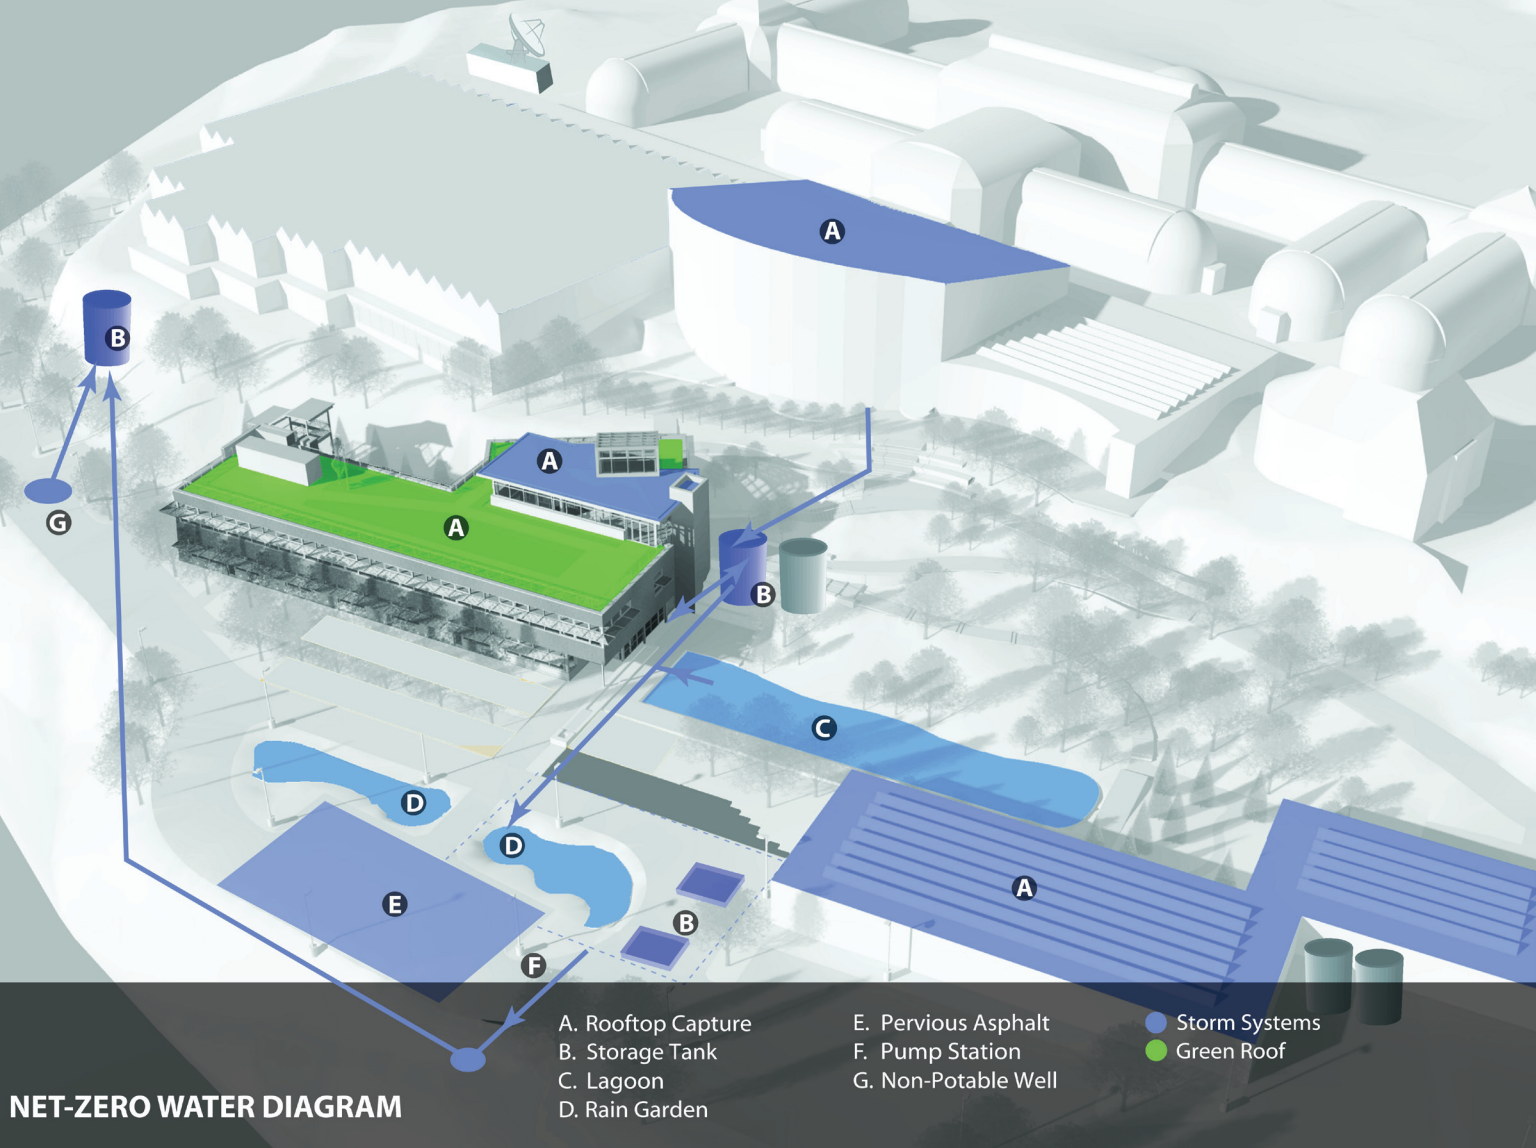 A
B
A
A
G
B
C
D
D
A
E
B
F
A. Rooftop Capture
B. Storage Tank
C. Lagoon
D. Rain Garden
E. Pervious Asphalt
F. Pump Station
G. Non-Potable Well
Storm Systems
Green Roof
NET-ZERO WATER DIAGRAM